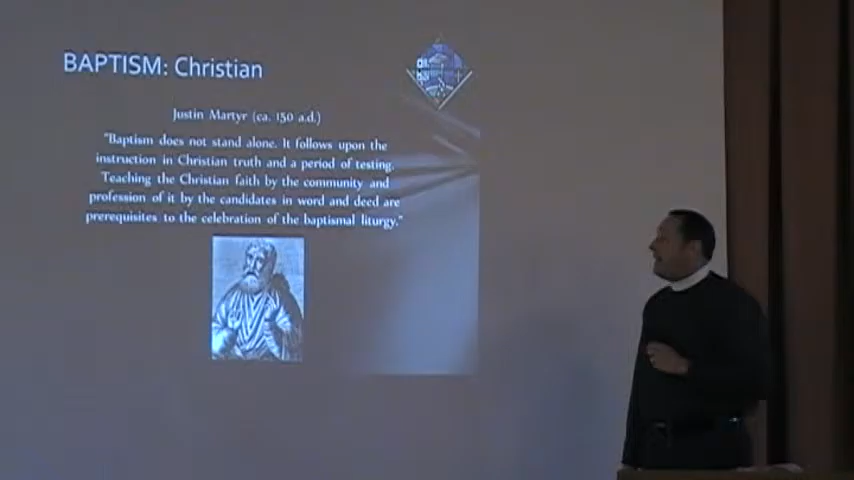 BAPTISM: Christian
Justin Martyr (ca. 150 a.d.)
"Baptism does not stand alone. It follows upon the
instruction in Christian truth and a period of testing.
Teaching the Christian faith by the community and
profession of it by the candidates in word and deed are
prerequisites to the celebration of the baptismal liturgy."